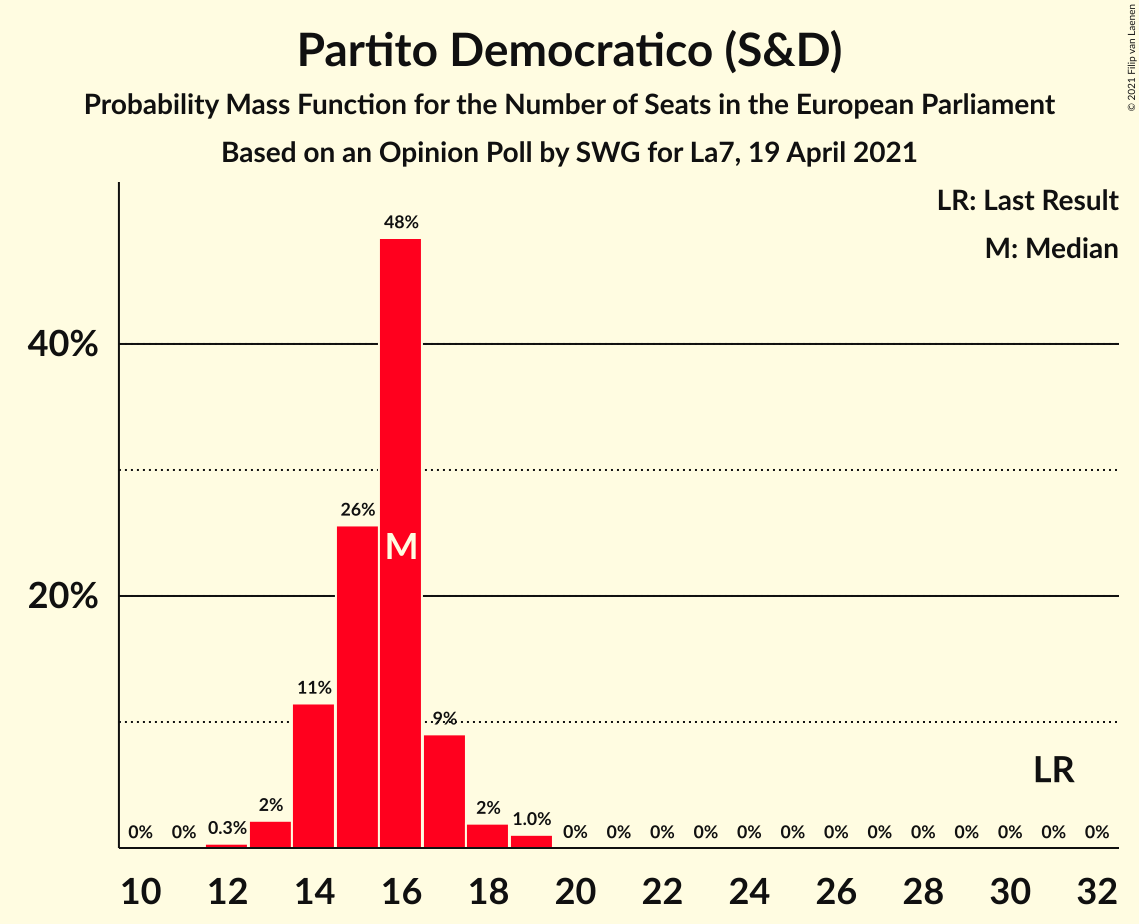 Partito Democratico (S&D)
Probability Mass Function for the Number of Seats in the European Parliament
Based on an Opinion Poll by SWG for La7, 19 April 2021
© 2021 Filip van Laenen
LR: Last Result
M: Median
40%
20%
0% 0% 0.3% 2% 11% 26% 48% 9% 2% 1.0% 0% 0% 0% 0% 0% 0% 0% 0% 0% 0% 0% 0% 0%
M
LR
10 12 14 16 18 20 22 24 26 28 30 32